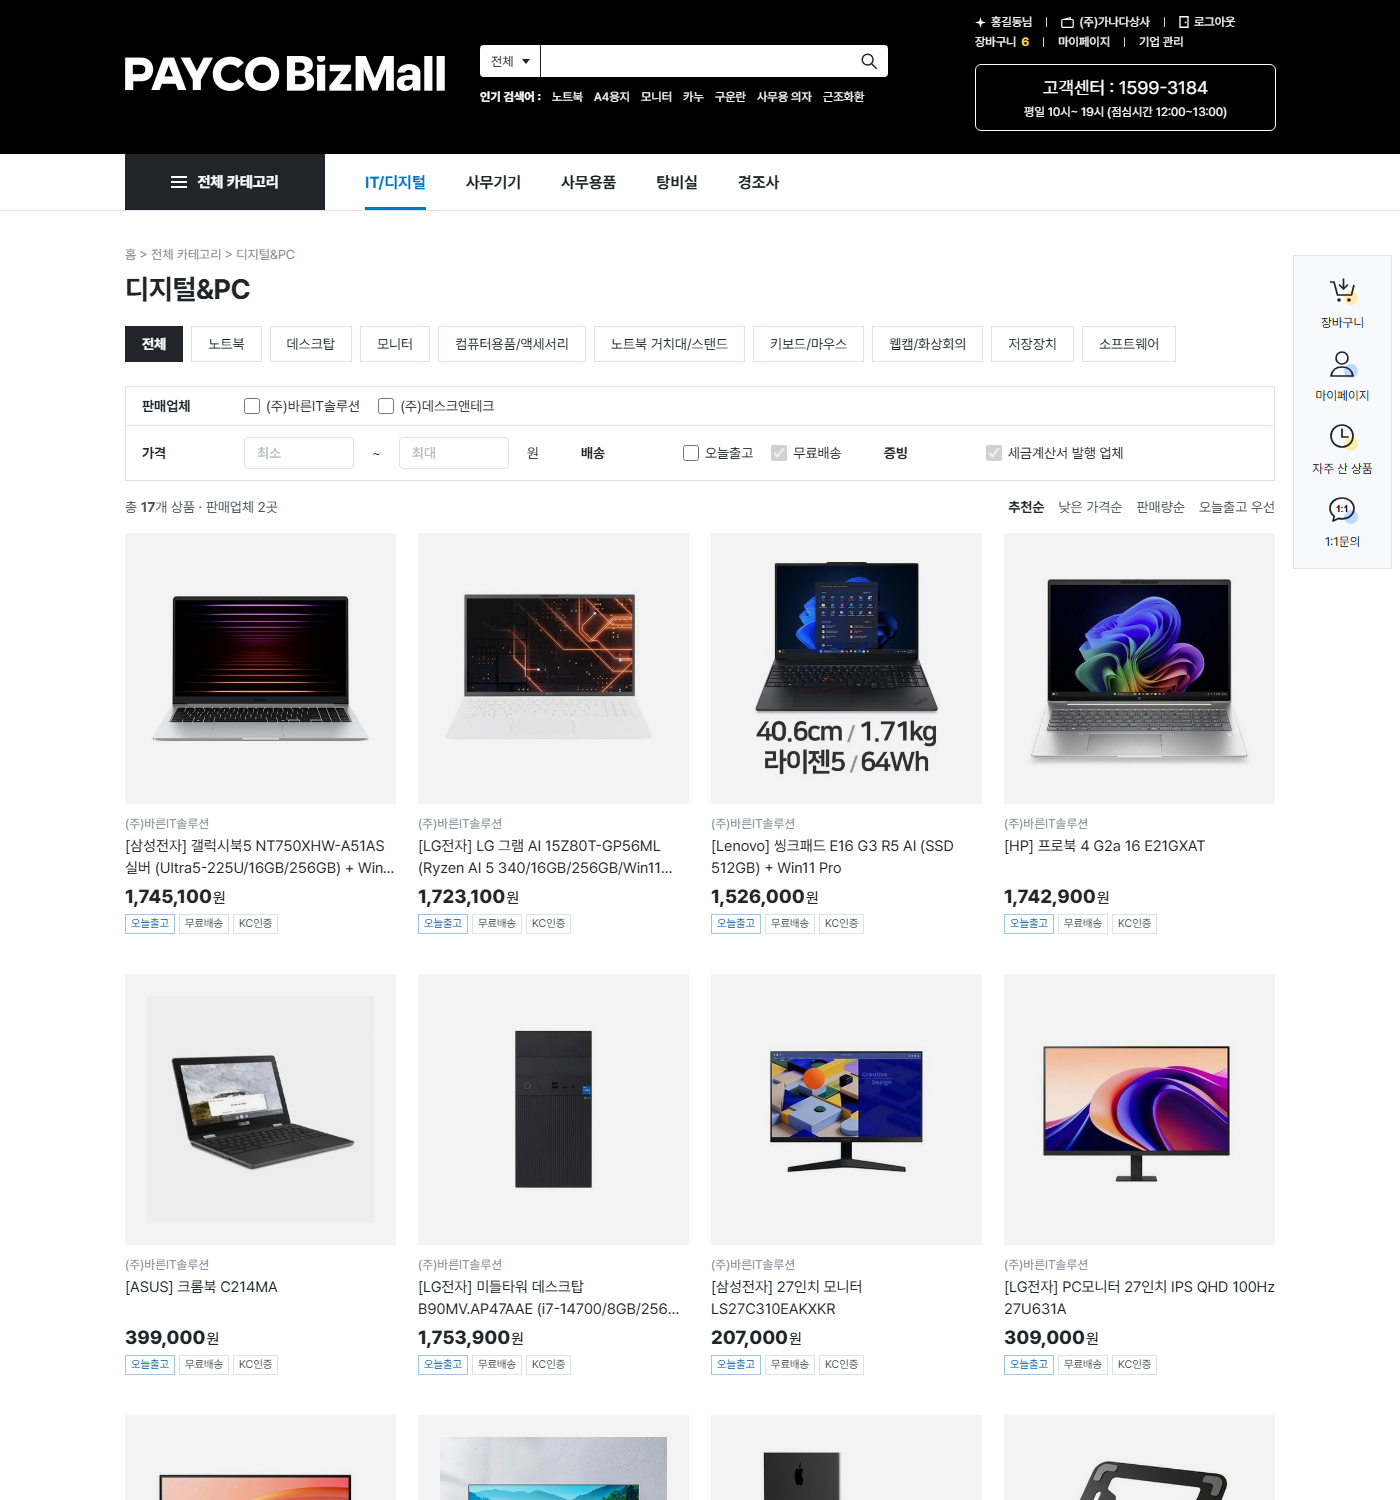 홍길동님 (주)가나다상사 로그아웃
장바구니 6 마이페이지 기업 관리
PAYCO BizMall
전체
인기 검색어 : 노트북 A4용지 모니터 카누 구운란 사무용 의자 근조화환
고객센터 : 1599-3184
평일 10시~ 19시 (점심시간 12:00~13:00)
전체 카테고리 IT/디지털 사무기기 사무용품 탕비실 경조사
홈 > 전체 카테고리 > 디지털&PC
디지털&PC
전체 노트북 데스크탑 모니터 컴퓨터용품/액세서리 노트북 거치대/스탠드 키보드/마우스 웹캠/화상회의 저장장치 소프트웨어
판매업체 (주)바른IT솔루션 (주)데스크앤테크
가격 최소 ~ 최대 원 배송 오늘출고 무료배송 증빙 세금계산서 발행 업체
총 17개 상품 · 판매업체 2곳
추천순 낮은 가격순 판매량순 오늘출고 우선
장바구니
마이페이지
자주 산 상품
1:1
1:1문의
40.6cm / 1.71kg
라이젠5 / 64Wh
(주)바른IT솔루션
[삼성전자] 갤럭시북5 NT750XHW-A51AS
실버 (Ultra5-225U/16GB/256GB) + Win...
1,745,100원
오늘출고 무료배송 KC인증
(주)바른IT솔루션
[LG전자] LG 그램 AI 15Z80T-GP56ML
(Ryzen AI 5 340/16GB/256GB/Win11...
1,723,100원
오늘출고 무료배송 KC인증
(주)바른IT솔루션
[Lenovo] 씽크패드 E16 G3 R5 AI (SSD
512GB) + Win11 Pro
1,526,000원
오늘출고 무료배송 KC인증
(주)바른IT솔루션
[HP] 프로북 4 G2a 16 E21GXAT
1,742,900원
오늘출고 무료배송 KC인증
ASUS
Creative
Design
(주)바른IT솔루션
[ASUS] 크롬북 C214MA
399,000원
오늘출고 무료배송 KC인증
(주)바른IT솔루션
[LG전자] 미들타워 데스크탑
B90MV.AP47AAE (i7-14700/8GB/256...
1,753,900원
오늘출고 무료배송 KC인증
(주)바른IT솔루션
[삼성전자] 27인치 모니터
LS27C310EAKXKR
207,000원
오늘출고 무료배송 KC인증
(주)바른IT솔루션
[LG전자] PC모니터 27인치 IPS QHD 100Hz
27U631A
309,000원
오늘출고 무료배송 KC인증